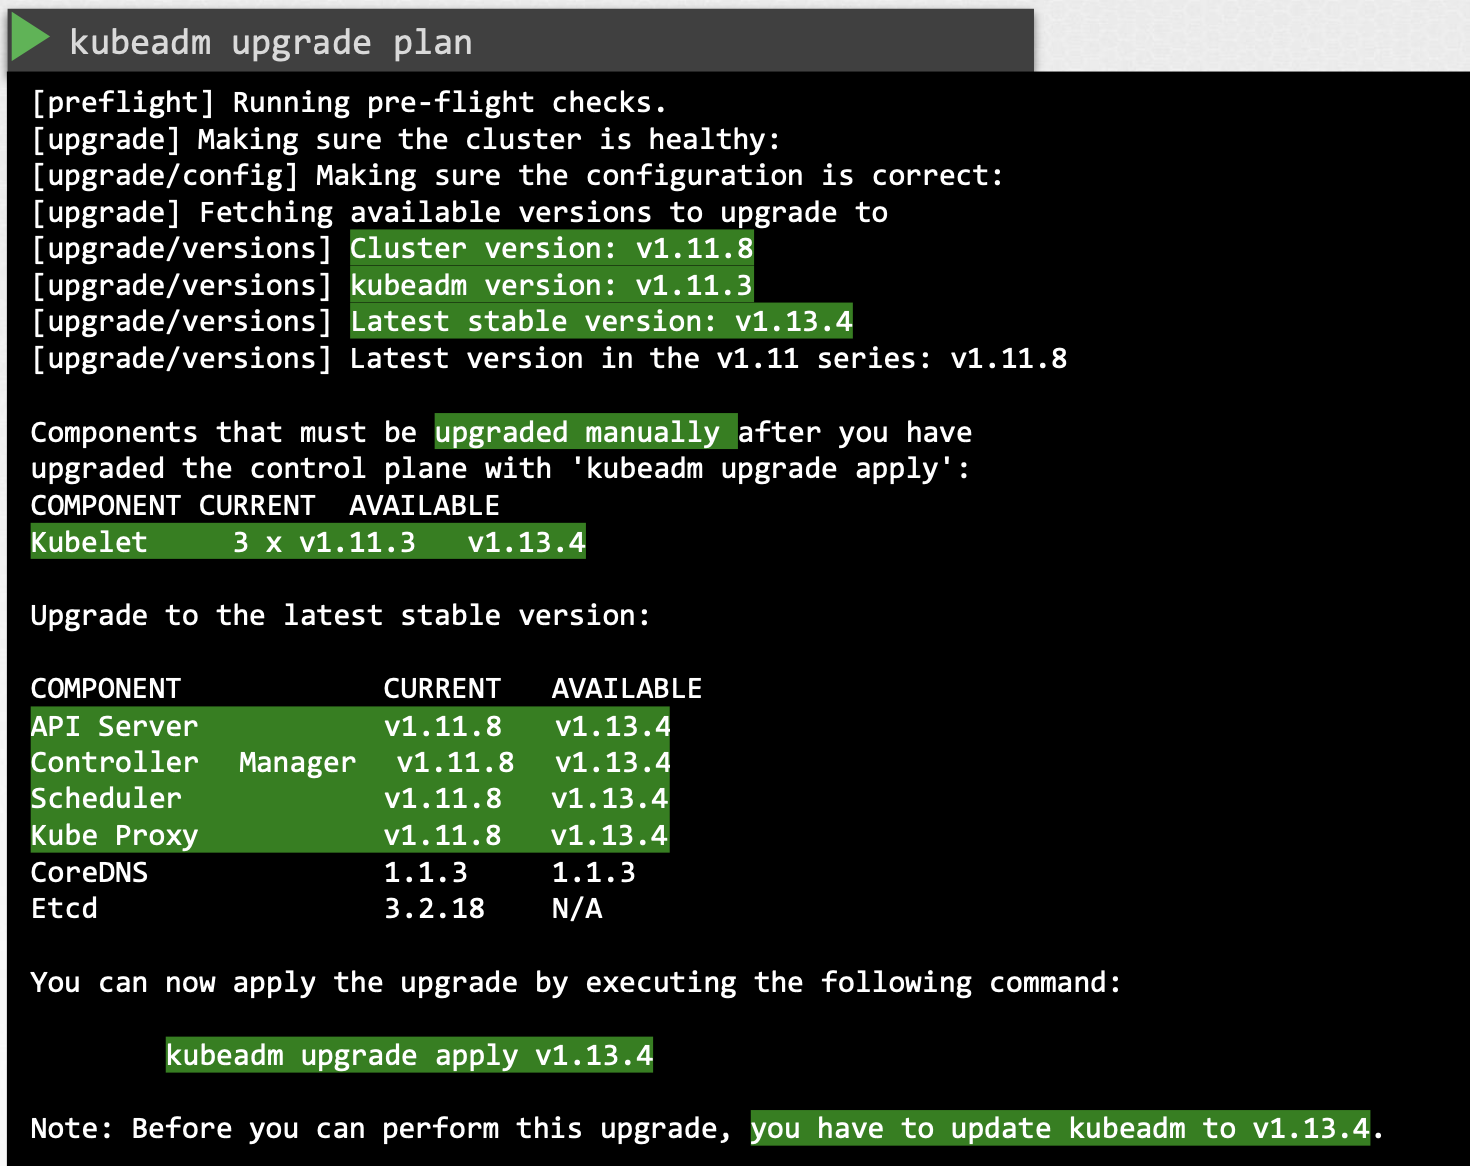 kubeadm upgrade plan
[preflight] Running pre-flight checks.
[upgrade] Making sure the cluster is healthy:
[upgrade/config] Making sure the configuration is correct:
[upgrade] Fetching available versions to upgrade to
[upgrade/versions] Cluster version: v1.11.8
[upgrade/versions] kubeadm version: v1.11.3
[upgrade/versions] Latest stable version: v1.13.4
[upgrade/versions] Latest version in the v1.11 series: v1.11.8
Components that must be upgraded manually after you have
upgraded the control plane with 'kubeadm upgrade apply':
COMPONENT CURRENT AVAILABLE
Kubelet 3 x v1.11.3 v1.13.4
Upgrade to the latest stable version:
COMPONENT CURRENT AVAILABLE
API Server v1.11.8 v1.13.4
Controller Manager v1.11.8 v1.13.4
Scheduler v1.11.8 v1.13.4
Kube Proxy v1.11.8 v1.13.4
CoreDNS 1.1.3 1.1.3
Etcd 3.2.18 N/A
You can now apply the upgrade by executing the following command:
kubeadm upgrade apply v1.13.4
Note: Before you can perform this upgrade, you have to update kubeadm to v1.13.4.